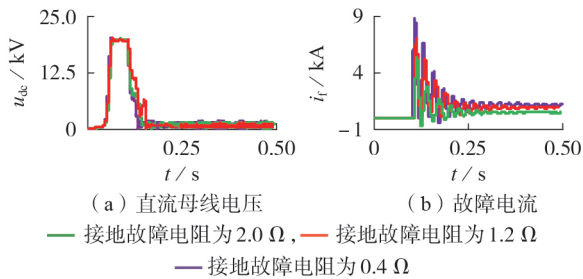 25.0
12.5
0
u_dc / kV
0.25
0.50
t / s
(a) 直流母线电压
9
4
-1
i_f / kA
0
0.25
0.50
t / s
(b) 故障电流
接地故障电阻为2.0 Ω, 接地故障电阻为1.2 Ω
接地故障电阻为0.4 Ω